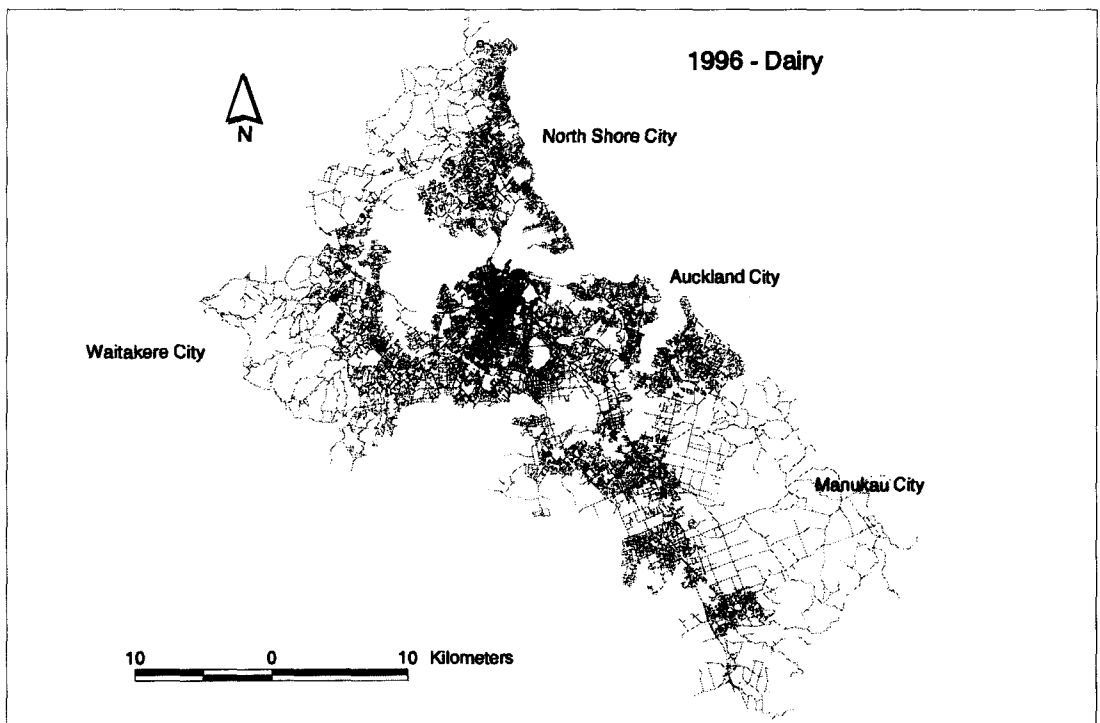 1996 - Dairy
N
North Shore City
Auckland City
Waitakere City
Manukau City
10 0 10 Kilometers